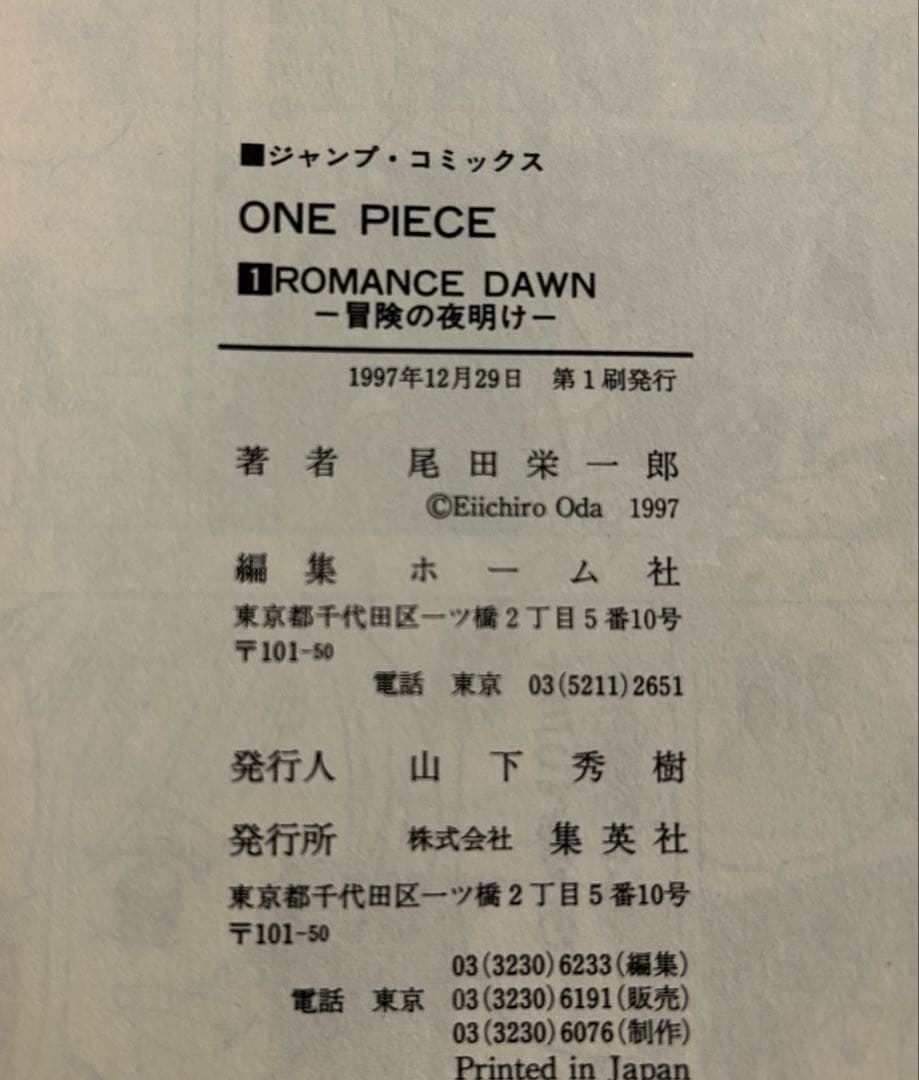 ■ジャンプ・コミックス
ONE PIECE
1 ROMANCE DAWN
ー冒険の夜明けー
1997年12月29日 第1刷発行
著者 尾田栄一郎
©Eiichiro Oda 1997
編集 ホーム社
東京都千代田区一ツ橋2丁目5番10号
〒101-50
電話 東京 03(5211)2651
発行人 山下秀樹
発行所 株式会社 集英社
東京都千代田区一ツ橋2丁目5番10号
〒101-50
03(3230)6233(編集)
電話 東京 03(3230)6191(販売)
03(3230)6076(制作)
Printed in Japan